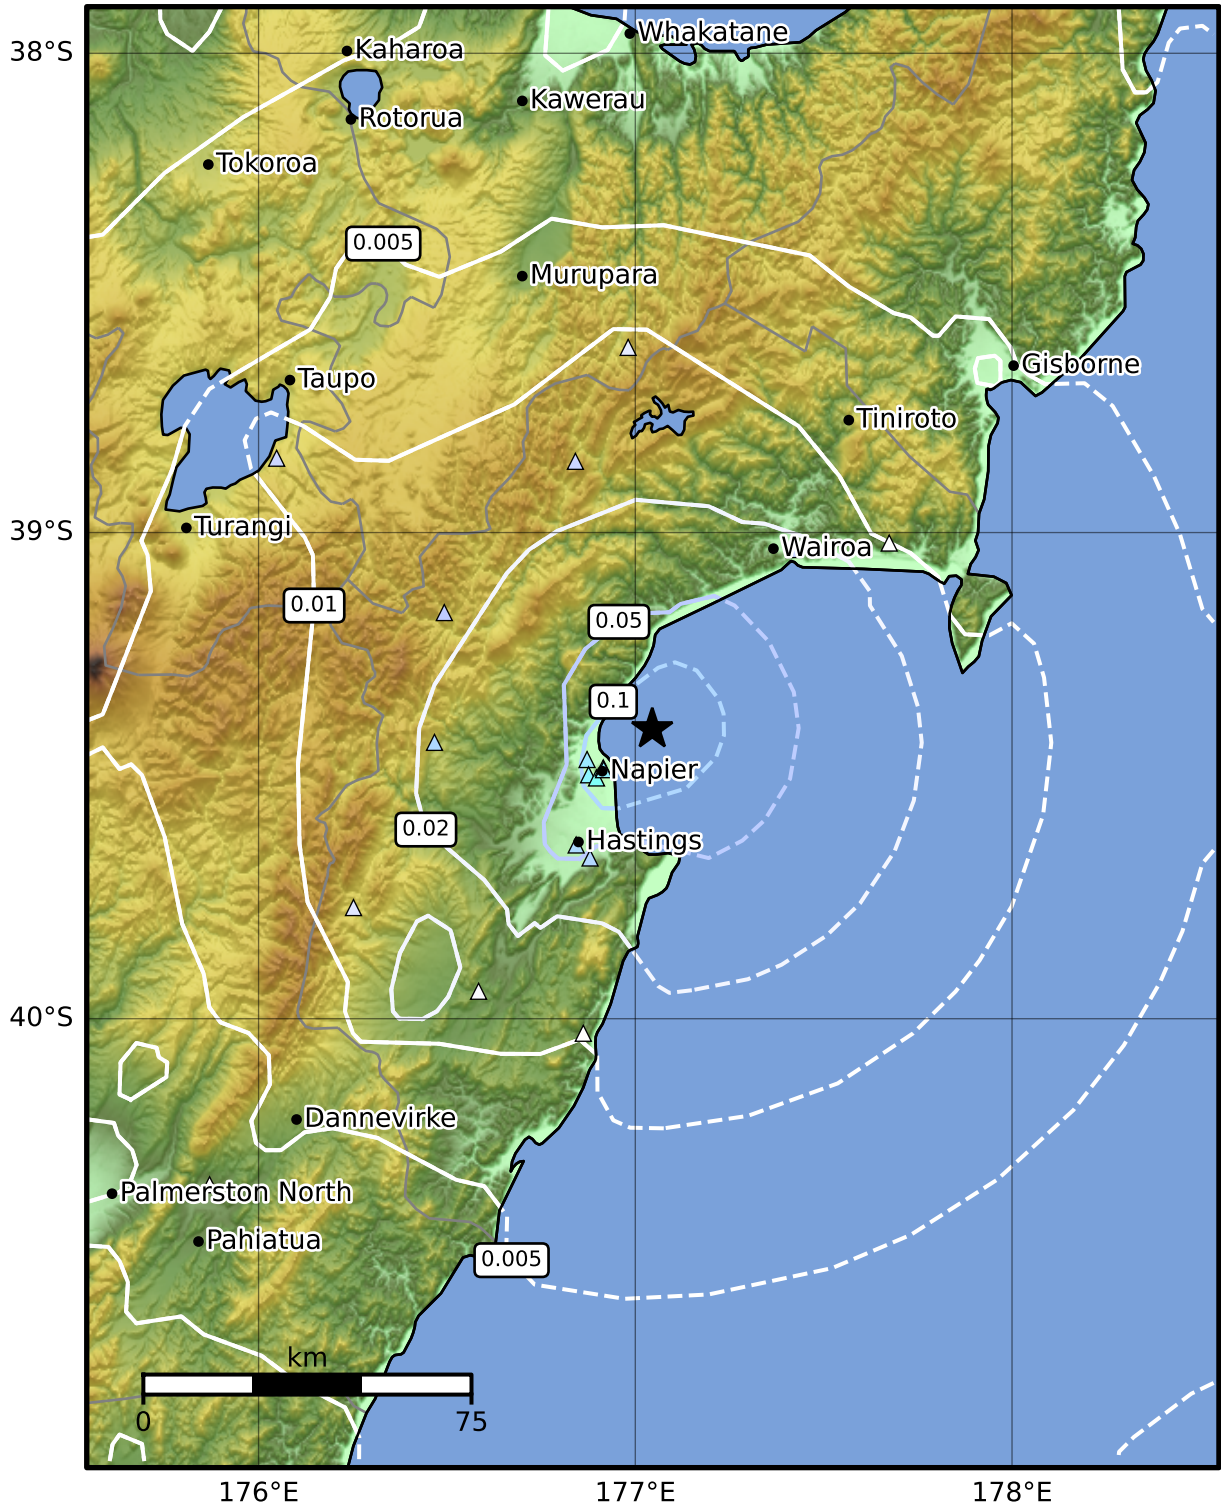 Whakatane
38°S
Kaharoa
Kawerau
Rotorua
Tokoroa
0.005
Murupara
Gisborne
Taupo
Tiniroto
39°S
Turangi
Wairoa
0.01
0.05
0.1
Napier
0.02
Hastings
40°S
Dannevirke
Palmerston North
Pahiatua
0.005
km
0 75
176°E 177°E 178°E